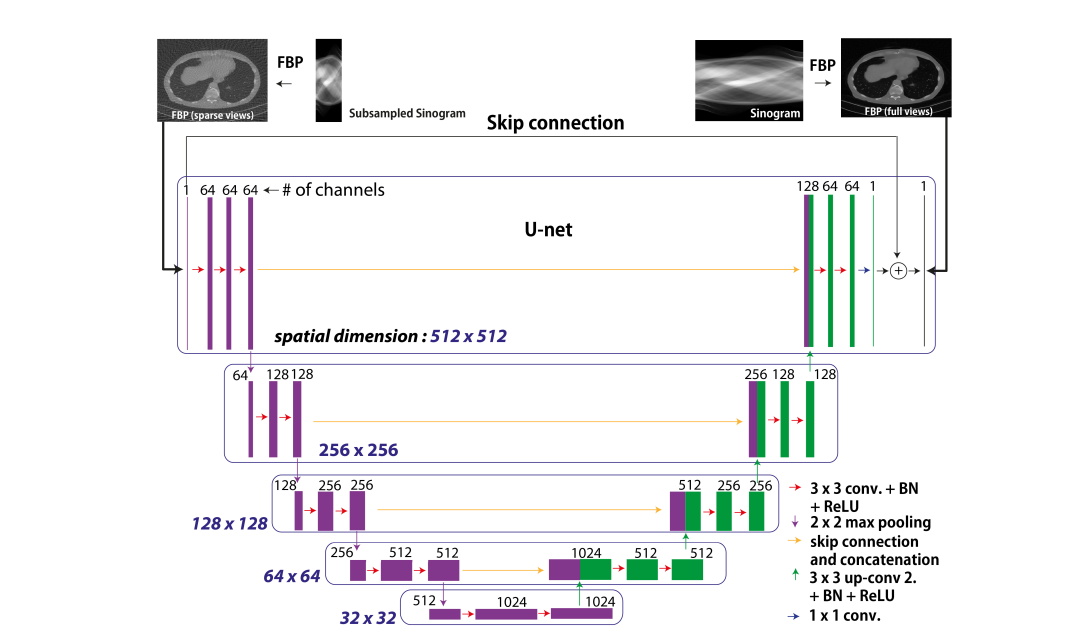 FBP
FBP (sparse views)
Subsampled Sinogram
FBP
Sinogram
FBP (full views)
Skip connection
1 64 64 64 # of channels
128 64 64 1 1
U-net
spatial dimension : 512 x 512
64 128 128
256 128 128
256 x 256
128 256 256
512 256 256
128 x 128
256 512 512
1024 512 512
64 x 64
512 1024 1024
32 x 32
3 x 3 conv. + BN
+ ReLU
2 x 2 max pooling
skip connection
and concatenation
3 x 3 up-conv 2.
+ BN + ReLU
1 x 1 conv.